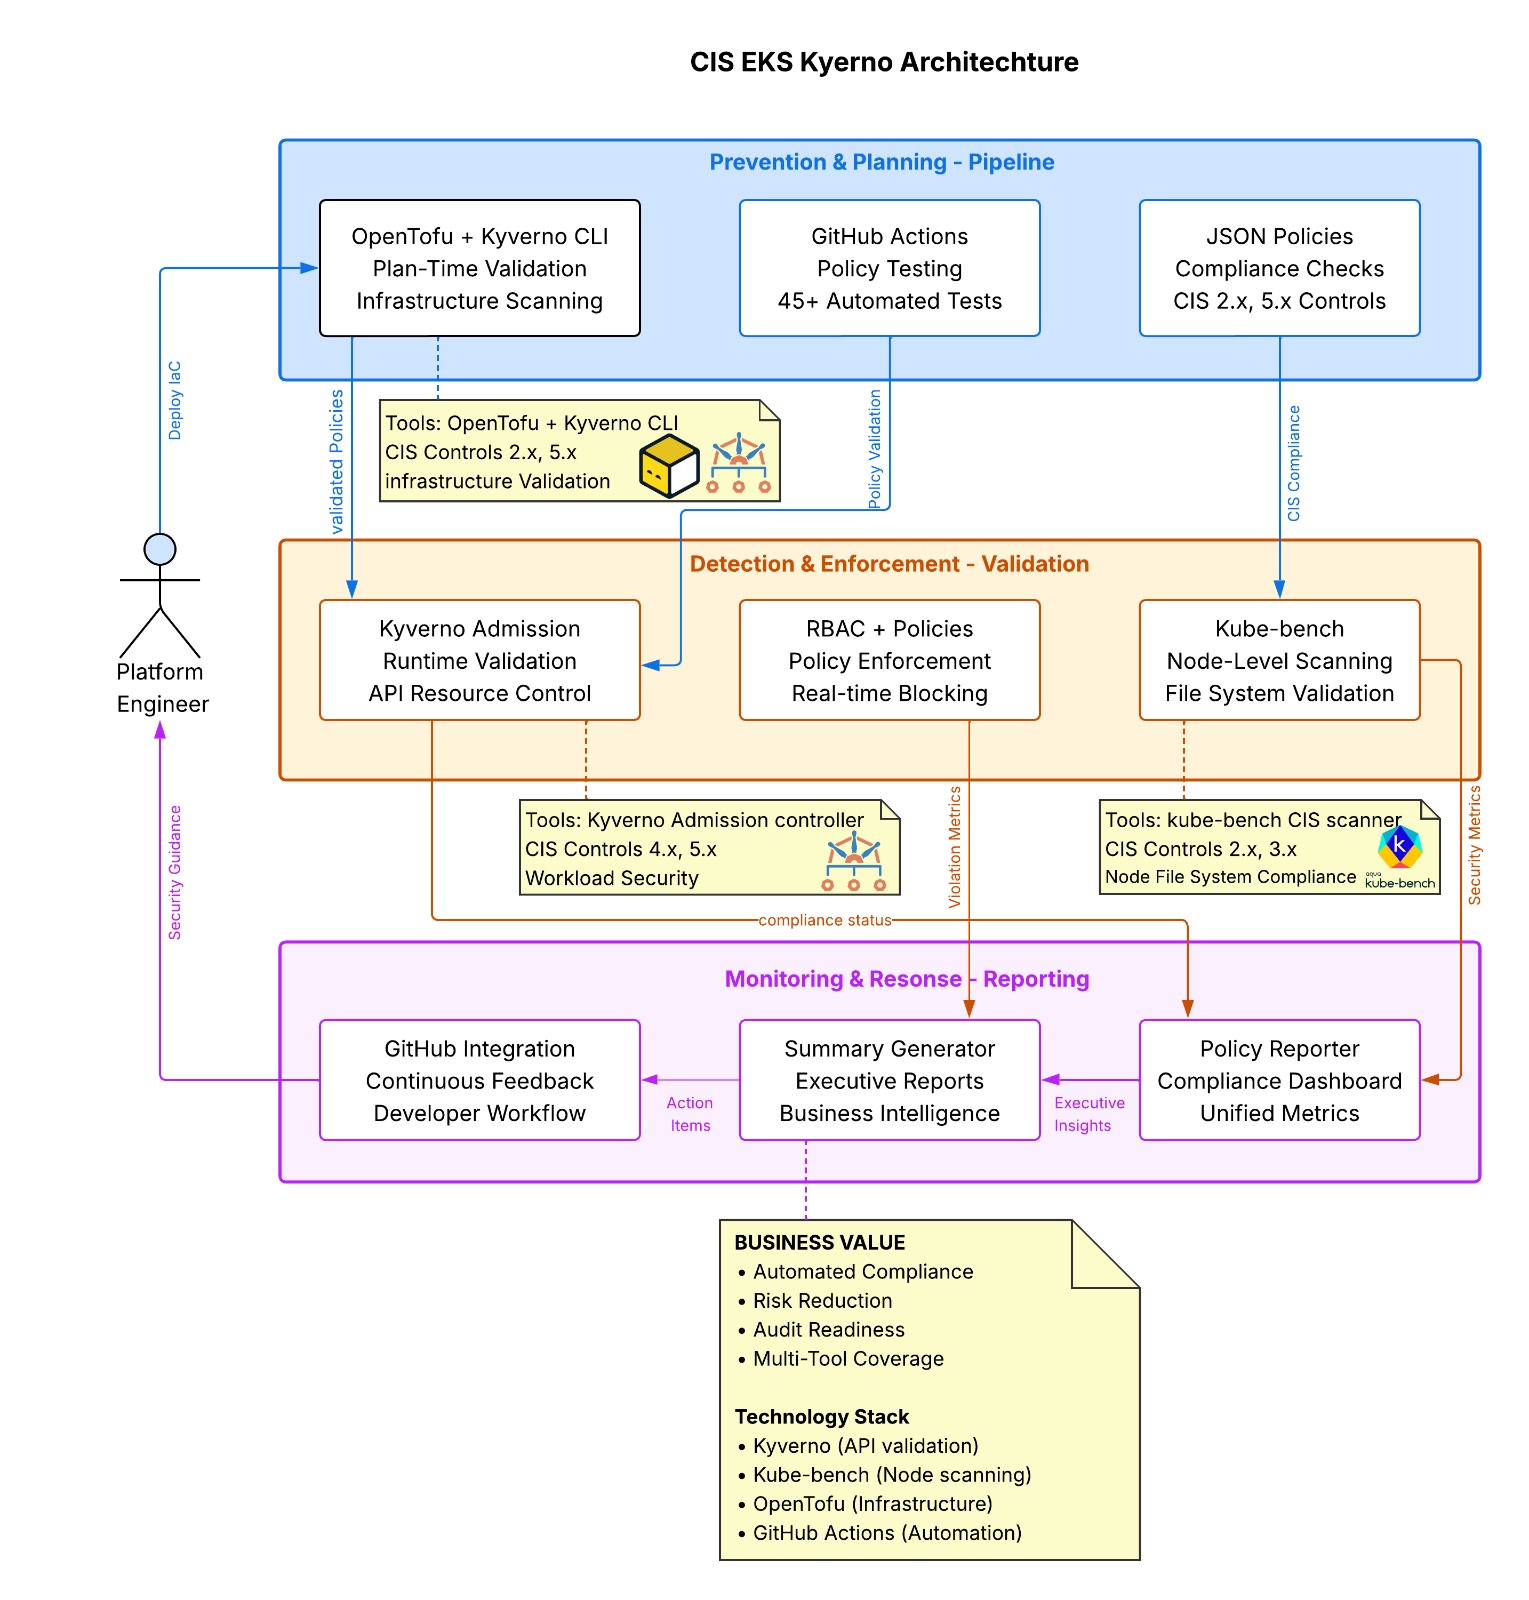 CIS EKS Kyerno Architechture
Prevention & Planning - Pipeline
OpenTofu + Kyverno CLI
Plan-Time Validation
Infrastructure Scanning
GitHub Actions
Policy Testing
45+ Automated Tests
JSON Policies
Compliance Checks
CIS 2.x, 5.x Controls
Deploy IaC
validated Policies
Tools: OpenTofu + Kyverno CLI
CIS Controls 2.x, 5.x
infrastructure Validation
Policy Validation
CIS Compliance
Platform
Engineer
Detection & Enforcement - Validation
Kyverno Admission
Runtime Validation
API Resource Control
RBAC + Policies
Policy Enforcement
Real-time Blocking
Kube-bench
Node-Level Scanning
File System Validation
Security Guidance
Tools: Kyverno Admission controller
CIS Controls 4.x, 5.x
Workload Security
Violation Metrics
Tools: kube-bench CIS scanner
CIS Controls 2.x, 3.x
Node File System Compliance
k
aqua
kube-bench
Security Metrics
compliance status
Monitoring & Resonse - Reporting
GitHub Integration
Continuous Feedback
Developer Workflow
Action
Items
Summary Generator
Executive Reports
Business Intelligence
Executive
Insights
Policy Reporter
Compliance Dashboard
Unified Metrics
BUSINESS VALUE
• Automated Compliance
• Risk Reduction
• Audit Readiness
• Multi-Tool Coverage
Technology Stack
• Kyverno (API validation)
• Kube-bench (Node scanning)
• OpenTofu (Infrastructure)
• GitHub Actions (Automation)